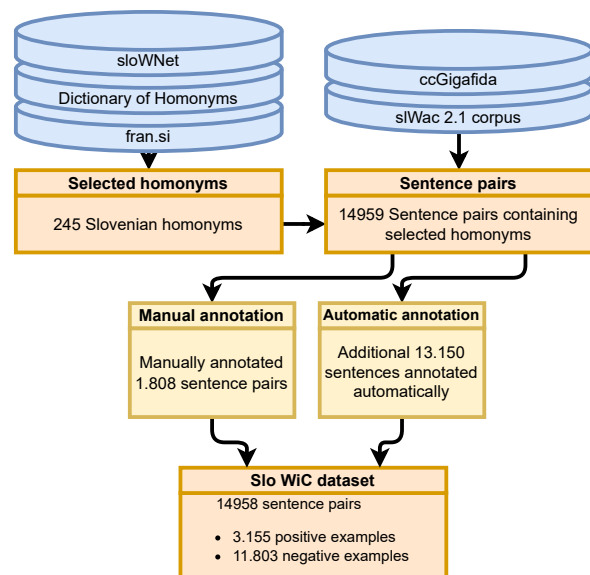 sloWNet
Dictionary of Homonyms
fran.si
ccGigafida
slWac 2.1 corpus
Selected homonyms
245 Slovenian homonyms
Sentence pairs
14959 Sentence pairs containing
selected homonyms
Manual annotation
Manually annotated
1.808 sentence pairs
Automatic annotation
Additional 13.150
sentences annotated
automatically
Slo WiC dataset
14958 sentence pairs
• 3.155 positive examples
• 11.803 negative examples